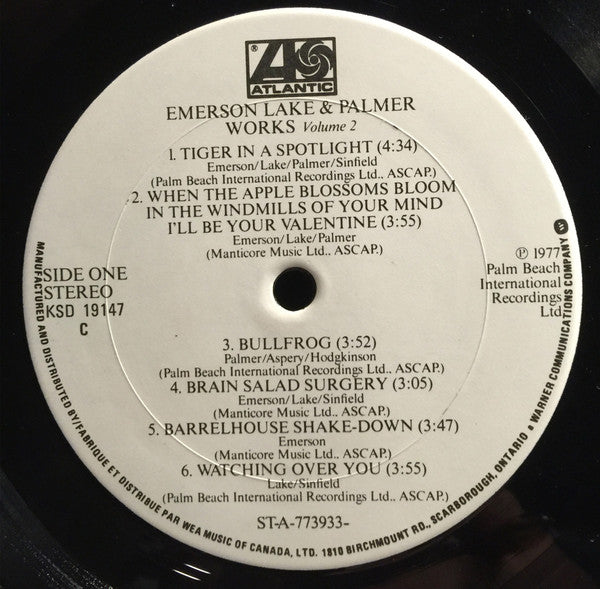 ®
ATLANTIC
EMERSON LAKE & PALMER
WORKS Volume 2
1. TIGER IN A SPOTLIGHT (4:34)
Emerson/Lake/Palmer/Sinfield
(Palm Beach International Recordings Ltd., ASCAP.)
2. WHEN THE APPLE BLOSSOMS BLOOM
IN THE WINDMILLS OF YOUR MIND
I'LL BE YOUR VALENTINE (3:55)
Emerson/Lake/Palmer
(Manticore Music Ltd., ASCAP.)
SIDE ONE
STEREO
KSD 19147
C
℗ 1977
Palm Beach
International
Recordings
Ltd.
3. BULLFROG (3:52)
Palmer/Aspery/Hodgkinson
(Palm Beach International Recordings Ltd., ASCAP.)
4. BRAIN SALAD SURGERY (3:05)
Emerson/Lake/Sinfield
(Manticore Music Ltd., ASCAP.)
5. BARRELHOUSE SHAKE-DOWN (3:47)
Emerson
(Manticore Music Ltd., ASCAP.)
6. WATCHING OVER YOU (3:55)
Lake/Sinfield
(Palm Beach International Recordings Ltd., ASCAP.)
ST-A-773933-
MANUFACTURED AND DISTRIBUTED BY/FABRIQUE ET DISTRIBUE PAR WEA MUSIC OF CANADA, LTD. 1810 BIRCHMOUNT RD., SCARBOROUGH, ONTARIO • A WARNER COMMUNICATIONS COMPANY